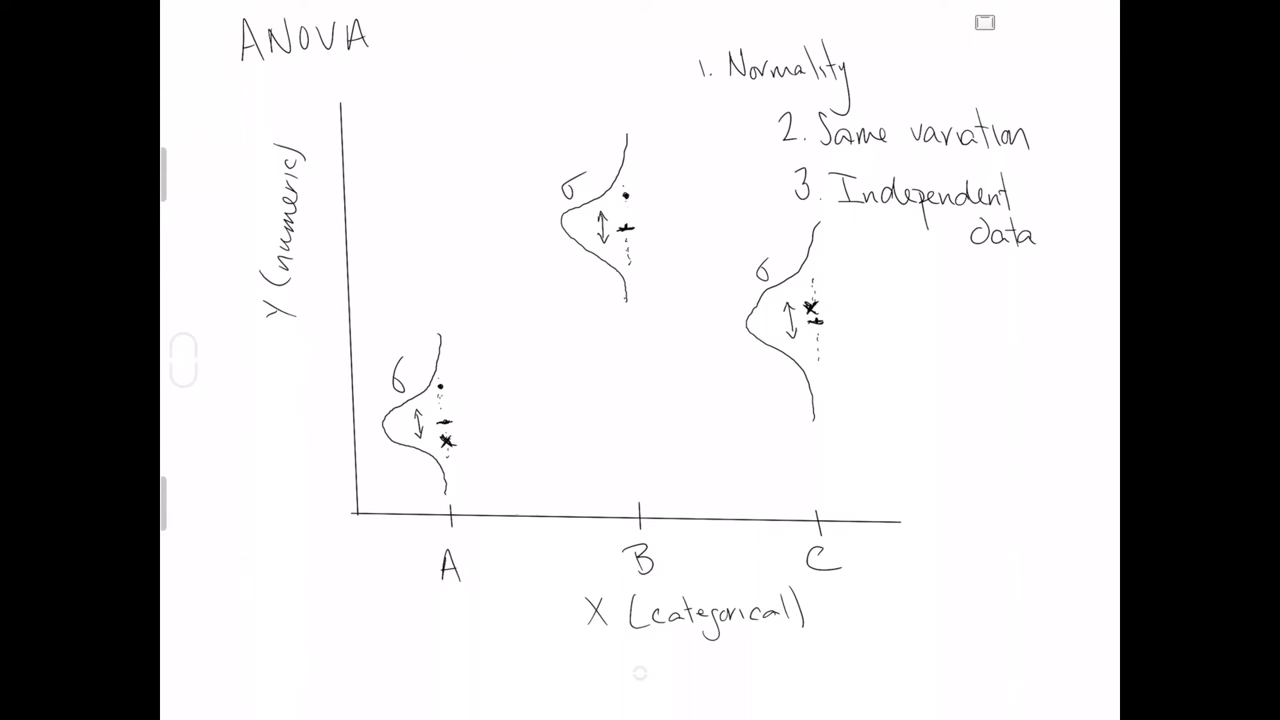 ANOVA
1. Normality
2. Same variation
3. Independent
data
Y (numeric)
σ
σ
σ
A B C
X (categorical)